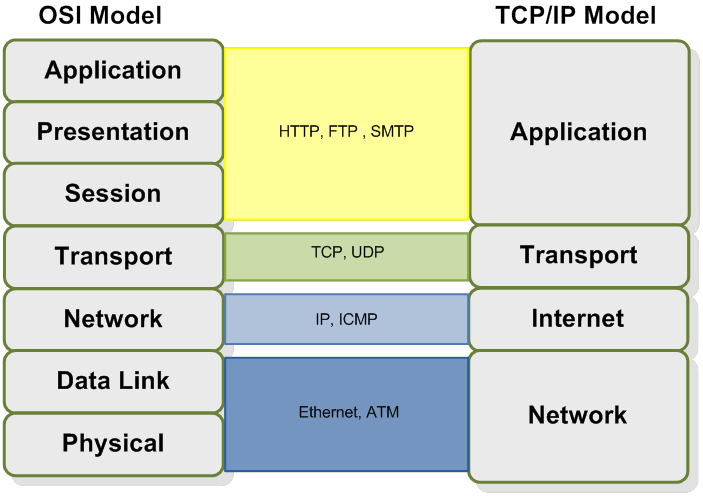 OSI Model
TCP/IP Model
Application
Presentation
Session
Transport
Network
Data Link
Physical
HTTP, FTP , SMTP
TCP, UDP
IP, ICMP
Ethernet, ATM
Application
Transport
Internet
Network